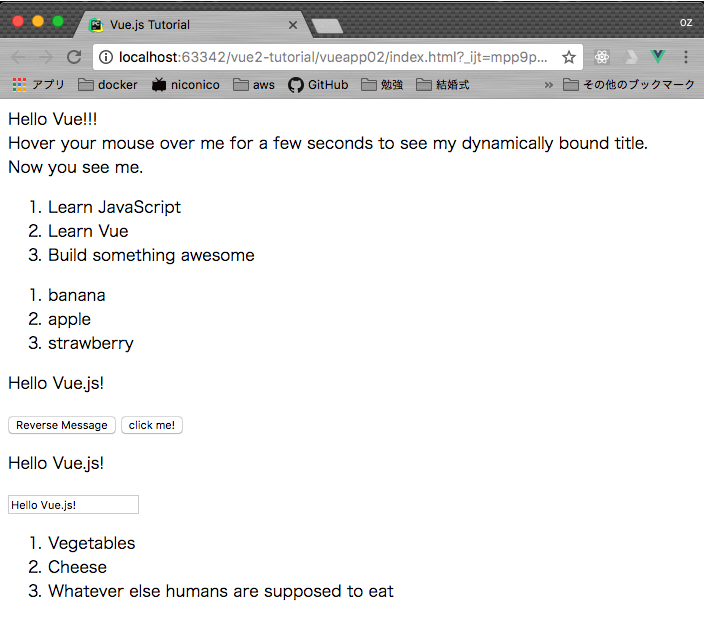 Vue.js Tutorial
oz
localhost:63342/vue2-tutorial/vueapp02/index.html?_ijt=mpp9p...
アプリ docker niconico aws GitHub 勉強 結婚式 » その他のブックマーク
Hello Vue!!!
Hover your mouse over me for a few seconds to see my dynamically bound title.
Now you see me.
1. Learn JavaScript
2. Learn Vue
3. Build something awesome
1. banana
2. apple
3. strawberry
Hello Vue.js!
Reverse Message click me!
Hello Vue.js!
Hello Vue.js!
1. Vegetables
2. Cheese
3. Whatever else humans are supposed to eat